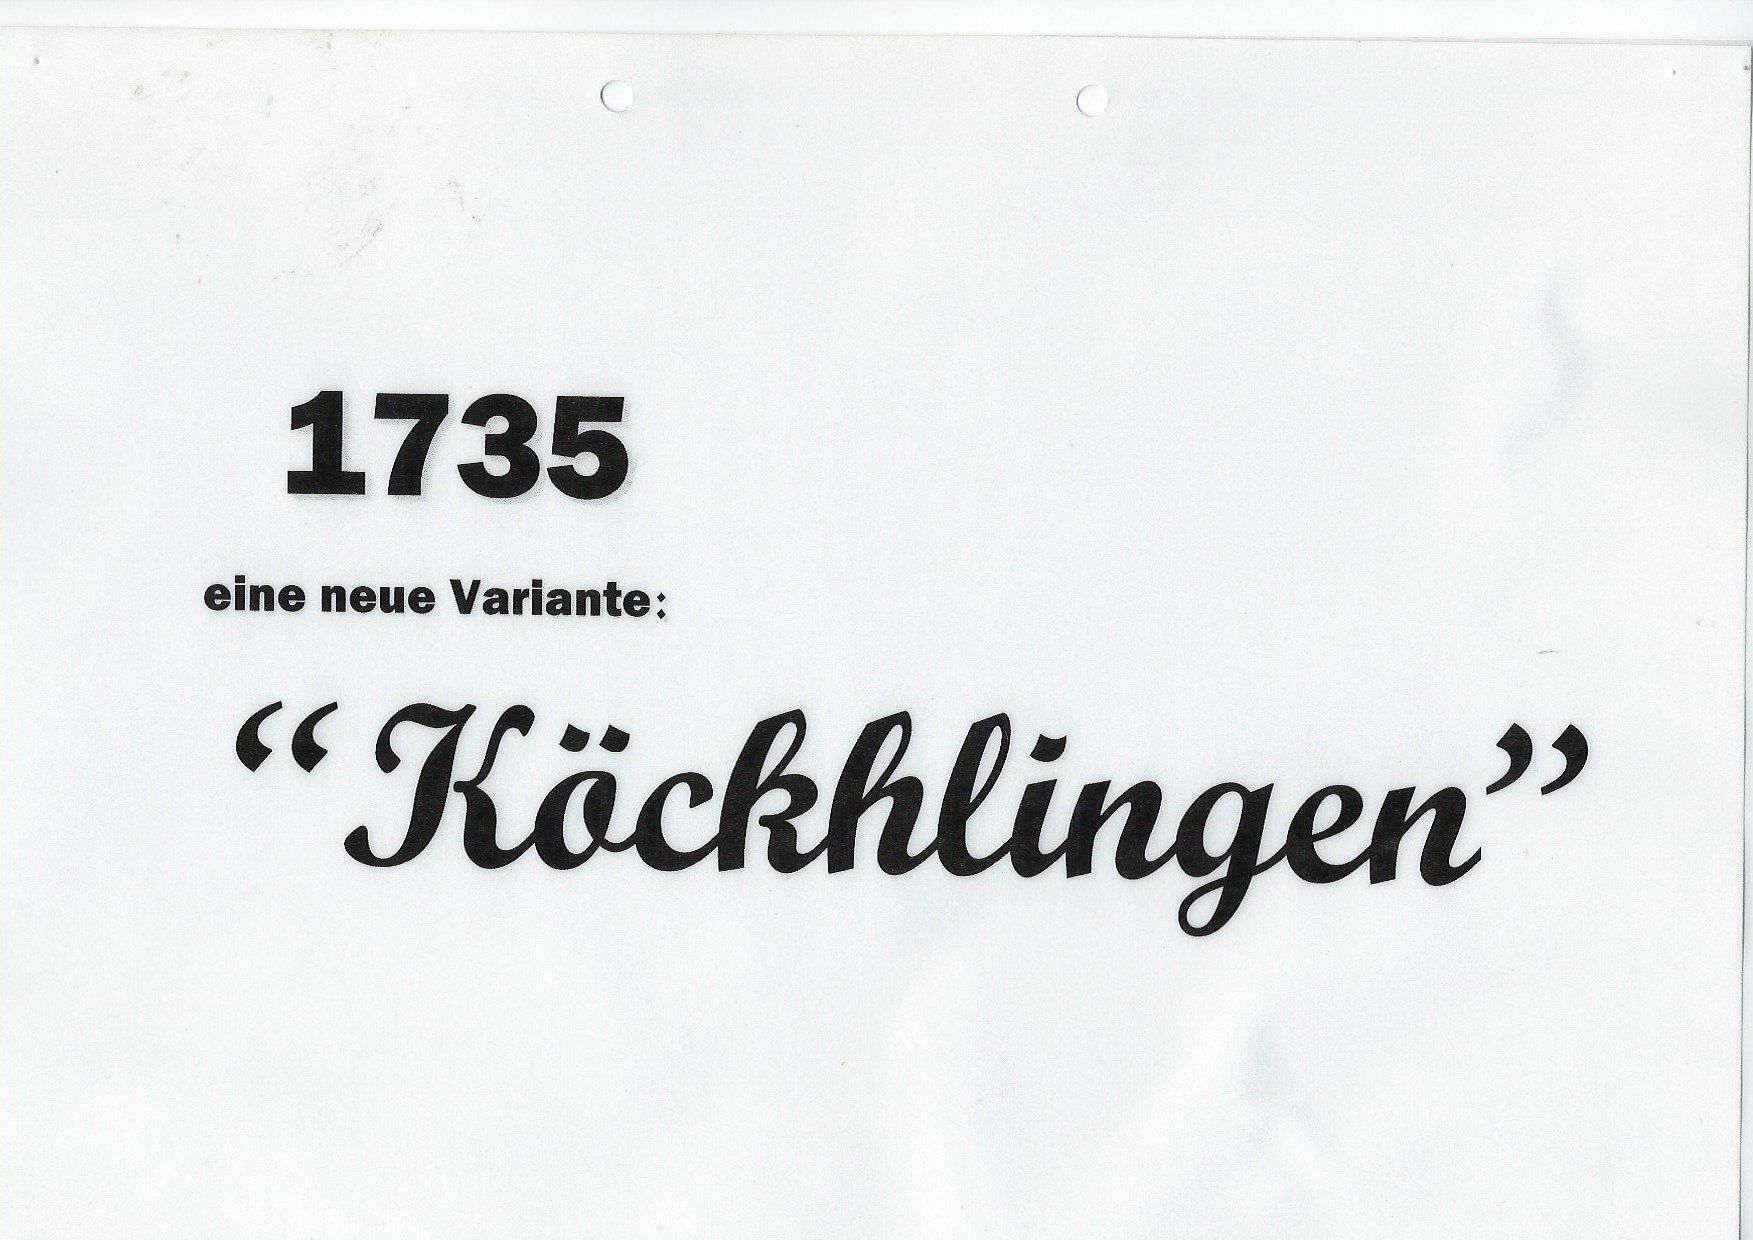 1735
eine neue Variante:
“Köckhlingen”